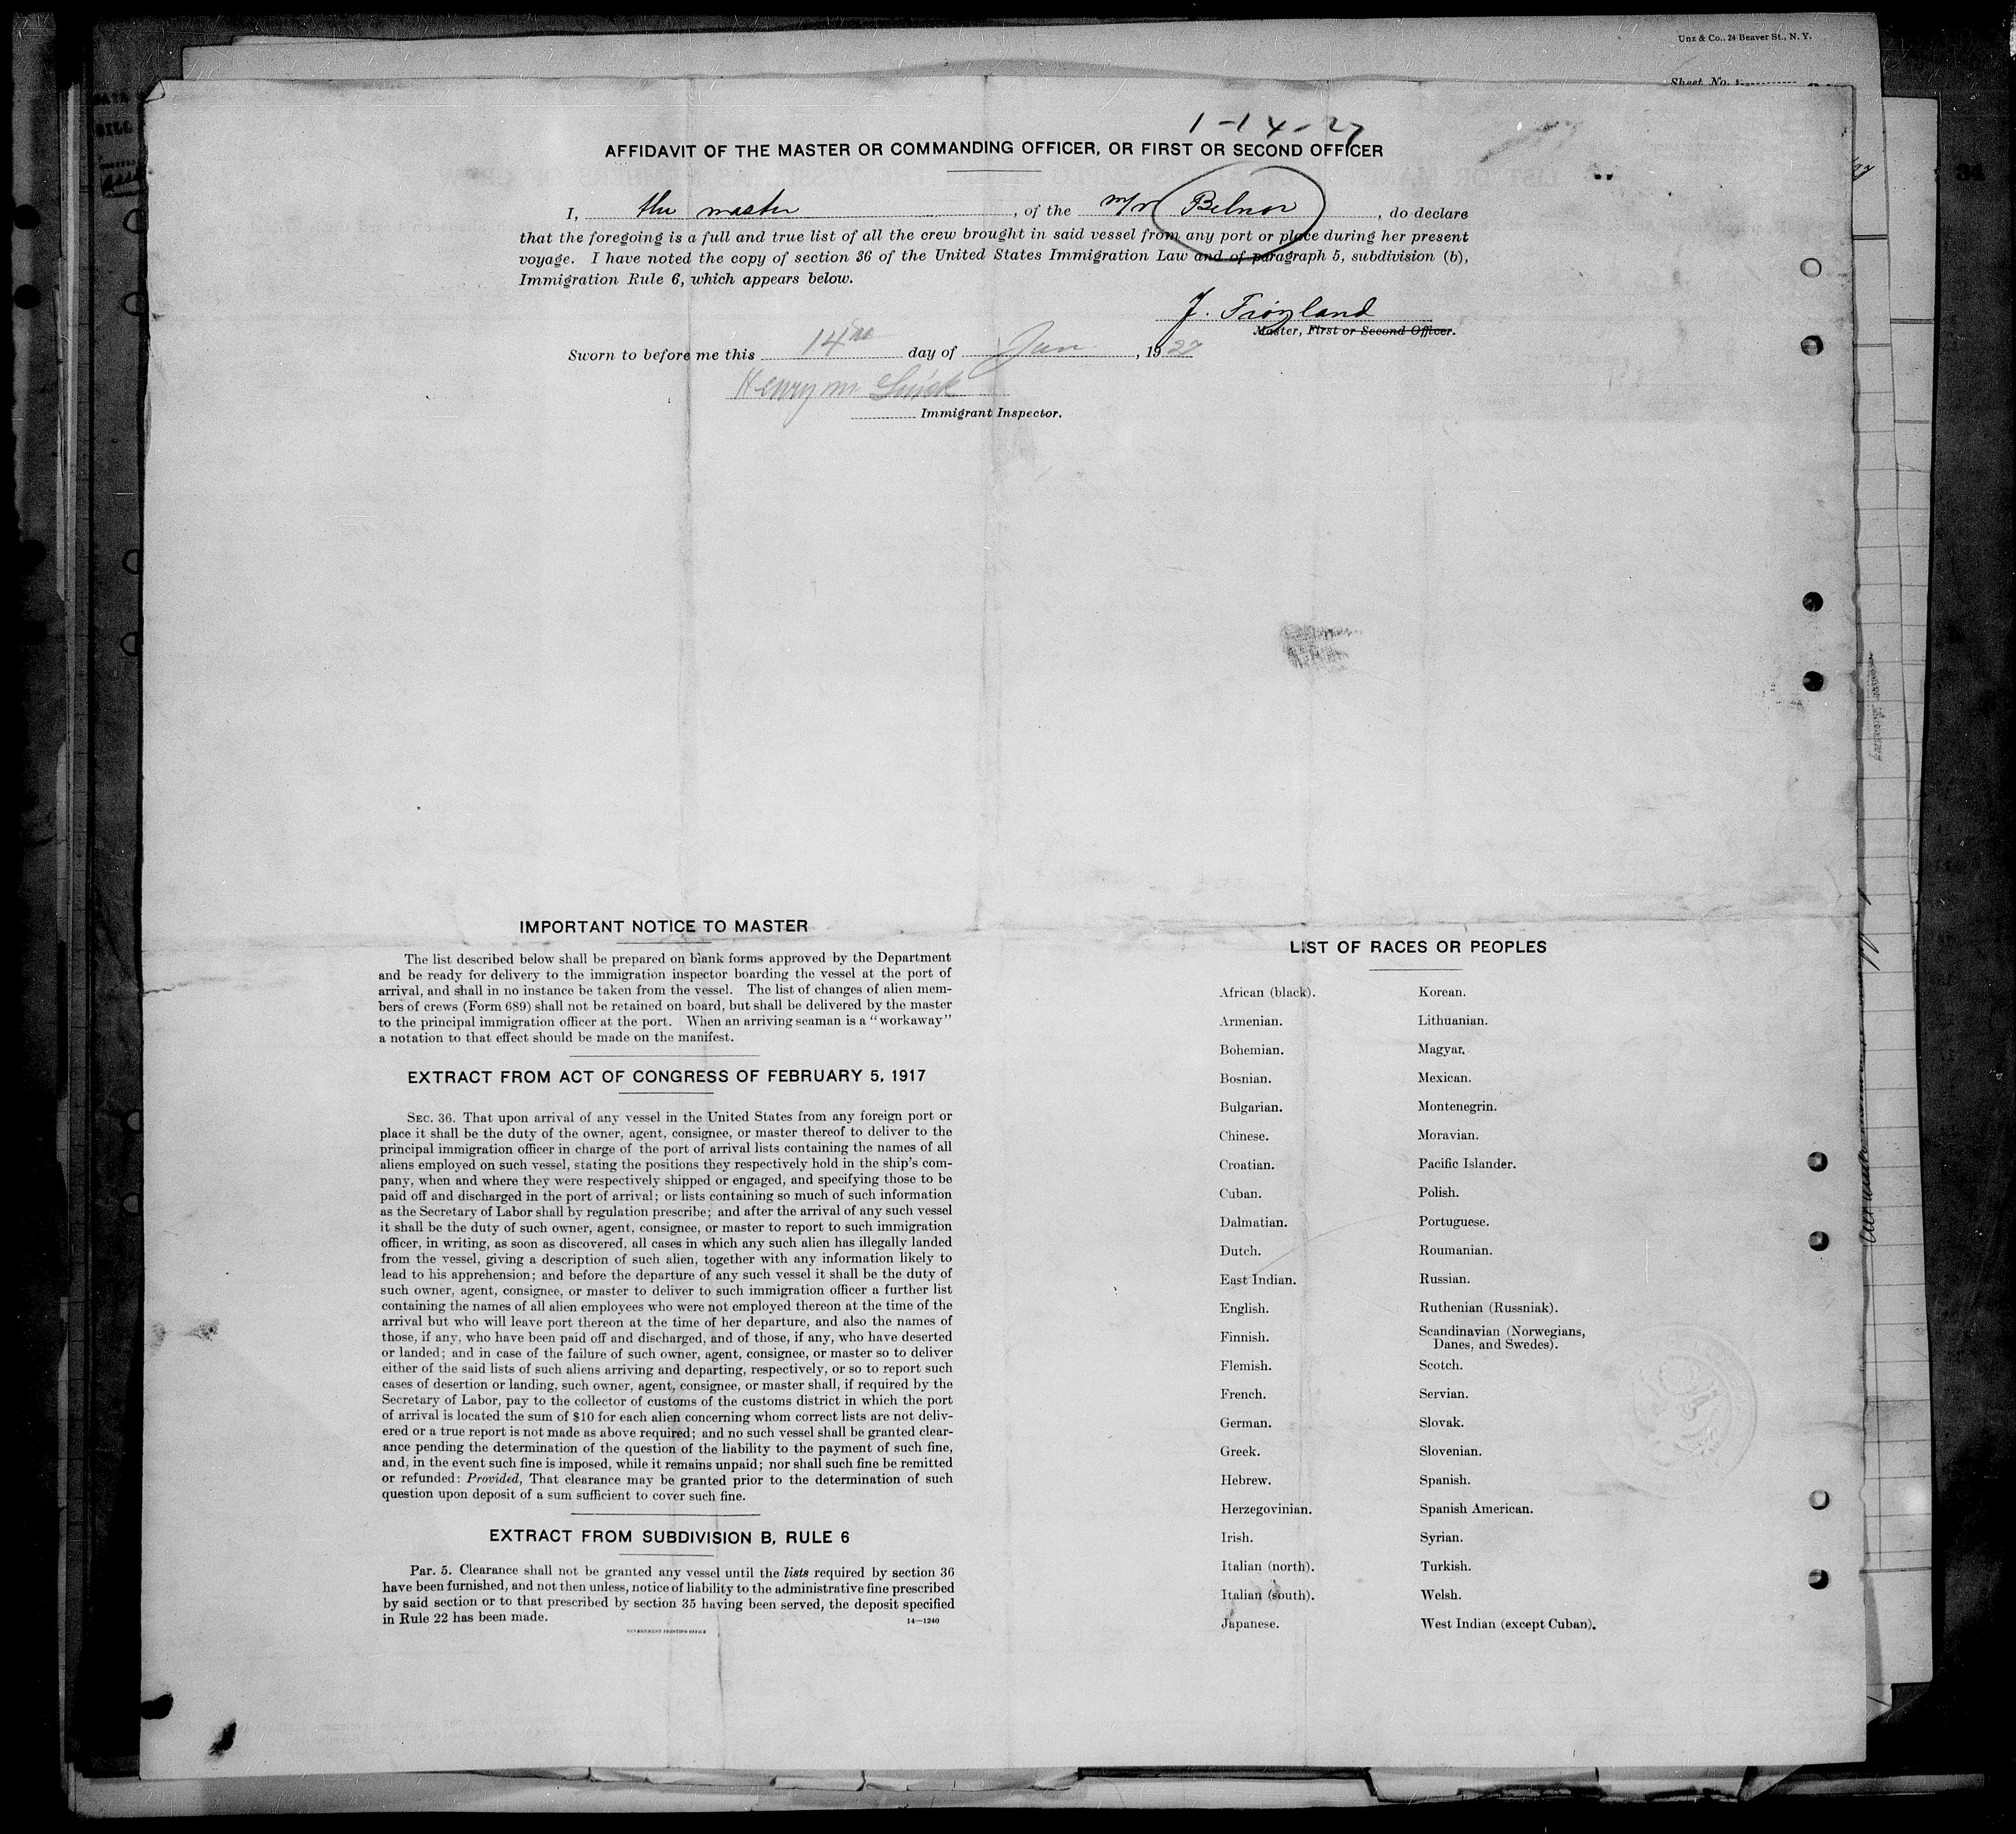 Unz & Co., 24 Beaver St., N. Y.
Sheet No.
1-14-27
AFFIDAVIT OF THE MASTER OR COMMANDING OFFICER, OR FIRST OR SECOND OFFICER
I, the master, of the m/v Belnor, do declare
that the foregoing is a full and true list of all the crew brought in said vessel from any port or place during her present
voyage. I have noted the copy of section 36 of the United States Immigration Law and of paragraph 5, subdivision (b),
Immigration Rule 6, which appears below.
J.
Master, First or Second Officer.
Sworn to before me this 14th day of Jan, 1927
Henry M
Immigrant Inspector.
IMPORTANT NOTICE TO MASTER
The list described below shall be prepared on blank forms approved by the Department
and be ready for delivery to the immigration inspector boarding the vessel at the port of
arrival, and shall in no instance be taken from the vessel. The list of changes of alien mem-
bers of crews (Form 689) shall not be retained on board, but shall be delivered by the master
to the principal immigration officer at the port. When an arriving seaman is a "workaway"
a notation to that effect should be made on the manifest.
EXTRACT FROM ACT OF CONGRESS OF FEBRUARY 5, 1917
SEC. 36. That upon arrival of any vessel in the United States from any foreign port or
place it shall be the duty of the owner, agent, consignee, or master thereof to deliver to the
principal immigration officer in charge of the port of arrival lists containing the names of all
aliens employed on such vessel, stating the positions they respectively hold in the ship's com-
pany, when and where they were respectively shipped or engaged, and specifying those to be
paid off and discharged in the port of arrival; or lists containing so much of such information
as the Secretary of Labor shall by regulation prescribe; and after the arrival of any such vessel
it shall be the duty of such owner, agent, consignee, or master to report to such immigration
officer, in writing, as soon as discovered, all cases in which any such alien has illegally landed
from the vessel, giving a description of such alien, together with any information likely to
lead to his apprehension; and before the departure of any such vessel it shall be the duty of
such owner, agent, consignee, or master to deliver to such immigration officer a further list
containing the names of all alien employees who were not employed thereon at the time of the
arrival but who will leave port thereon at the time of her departure, and also the names of
those, if any, who have been paid off and discharged, and of those, if any, who have deserted
or landed; and in case of the failure of such owner, agent, consignee, or master so to deliver
either of the said lists of such aliens arriving and departing, respectively, or so to report such
cases of desertion or landing, such owner, agent, consignee, or master shall, if required by the
Secretary of Labor, pay to the collector of customs of the customs district in which the port
of arrival is located the sum of $10 for each alien concerning whom correct lists are not deliv-
ered or a true report is not made as above required; and no such vessel shall be granted clear-
ance pending the determination of the question of the liability to the payment of such fine,
and, in the event such fine is imposed, while it remains unpaid; nor shall such fine be remitted
or refunded: Provided, That clearance may be granted prior to the determination of such
question upon deposit of a sum sufficient to cover such fine.
EXTRACT FROM SUBDIVISION B, RULE 6
Par. 5. Clearance shall not be granted any vessel until the lists required by section 36
have been furnished, and not then unless, notice of liability to the administrative fine prescribed
by said section or to that prescribed by section 35 having been served, the deposit specified
in Rule 22 has been made.
14—1240
GOVERNMENT PRINTING OFFICE
LIST OF RACES OR PEOPLES
African (black).
Armenian.
Bohemian.
Bosnian.
Bulgarian.
Chinese.
Croatian.
Cuban.
Dalmatian.
Dutch.
East Indian.
English.
Finnish.
Flemish.
French.
German.
Greek.
Hebrew.
Herzegovinian.
Irish.
Italian (north).
Italian (south).
Japanese.
Korean.
Lithuanian.
Magyar.
Mexican.
Montenegrin.
Moravian.
Pacific Islander.
Polish.
Portuguese.
Roumanian.
Russian.
Ruthenian (Russniak).
Scandinavian (Norwegians,
Danes, and Swedes).
Scotch.
Servian.
Slovak.
Slovenian.
Spanish.
Spanish American.
Syrian.
Turkish.
Welsh.
West Indian (except Cuban).